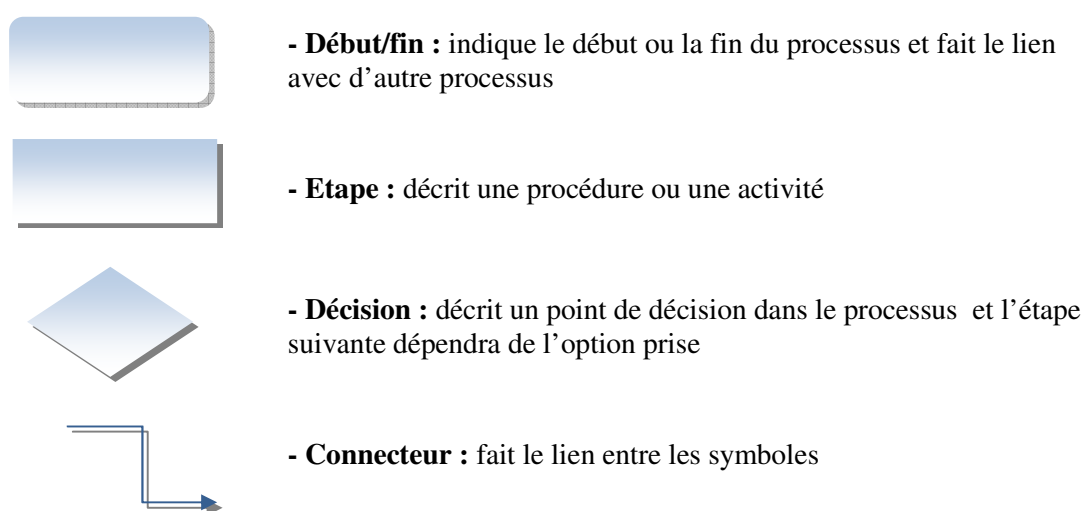 - Début/fin : indique le début ou la fin du processus et fait le lien
avec d’autre processus
- Etape : décrit une procédure ou une activité
- Décision : décrit un point de décision dans le processus  et l’étape
suivante dépendra de l’option prise
- Connecteur : fait le lien entre les symboles